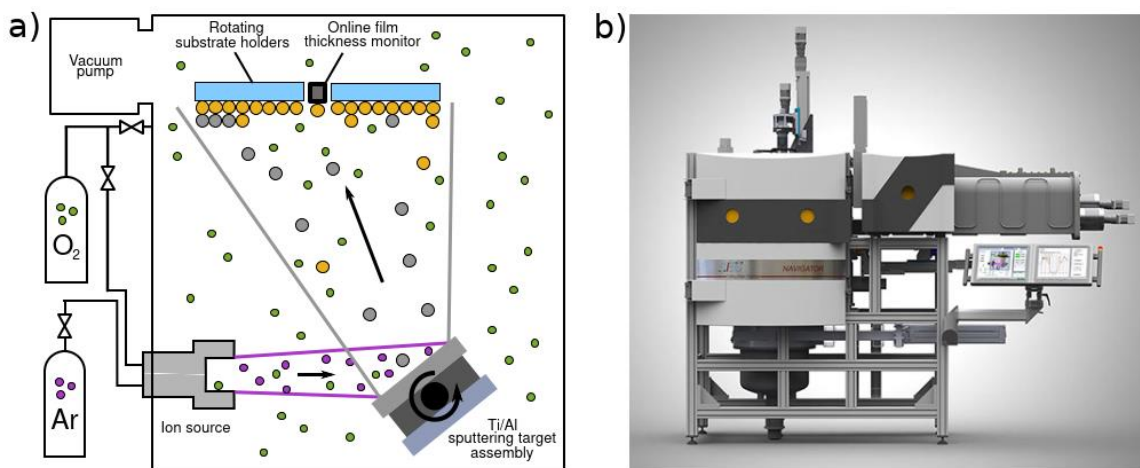 a)
Rotating
substrate holders
Online film
thickness monitor
Vacuum
pump
O2
Ar
Ion source
Ti/Al
sputtering target
assembly
b)
NAVIGATOR